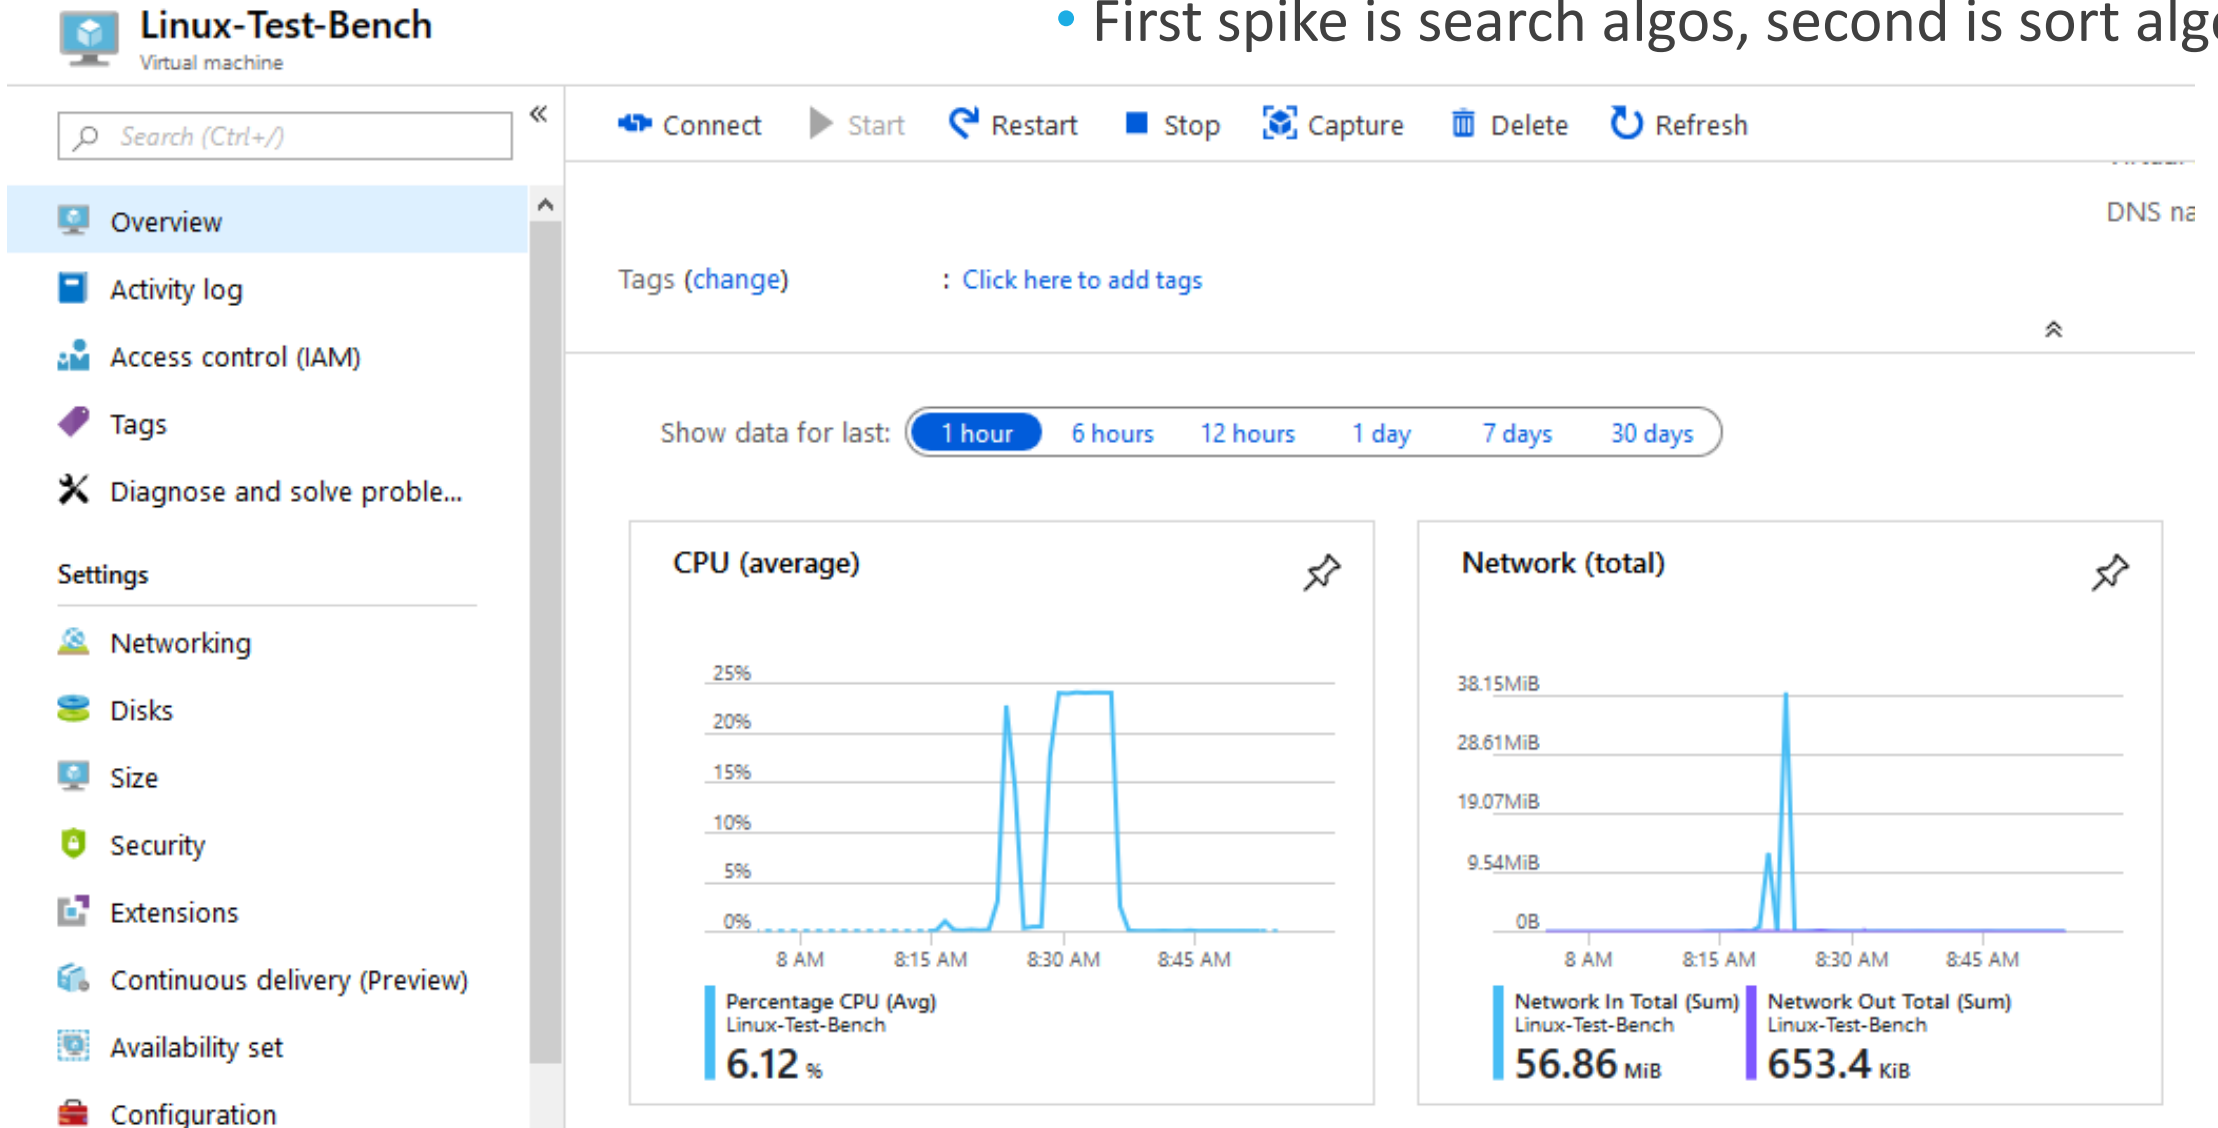 Linux-Test-Bench
Virtual machine
• First spike is search algos, second is sort
Search (Ctrl+/)
«
Connect Start Restart Stop Capture Delete Refresh
Overview
Activity log
Access control (IAM)
Tags
Diagnose and solve proble...
Settings
Networking
Disks
Size
Security
Extensions
Continuous delivery (Preview)
Availability set
Configuration
DNS na
Tags (change) : Click here to add tags
Show data for last: 1 hour 6 hours 12 hours 1 day 7 days 30 days
CPU (average)
25%
20%
15%
10%
5%
0%
8 AM 8:15 AM 8:30 AM 8:45 AM
Percentage CPU (Avg)
Linux-Test-Bench
6.12 %
Network (total)
38.15MiB
28.61MiB
19.07MiB
9.54MiB
0B
8 AM 8:15 AM 8:30 AM 8:45 AM
Network In Total (Sum)
Linux-Test-Bench
56.86 MiB
Network Out Total (Sum)
Linux-Test-Bench
653.4 KiB